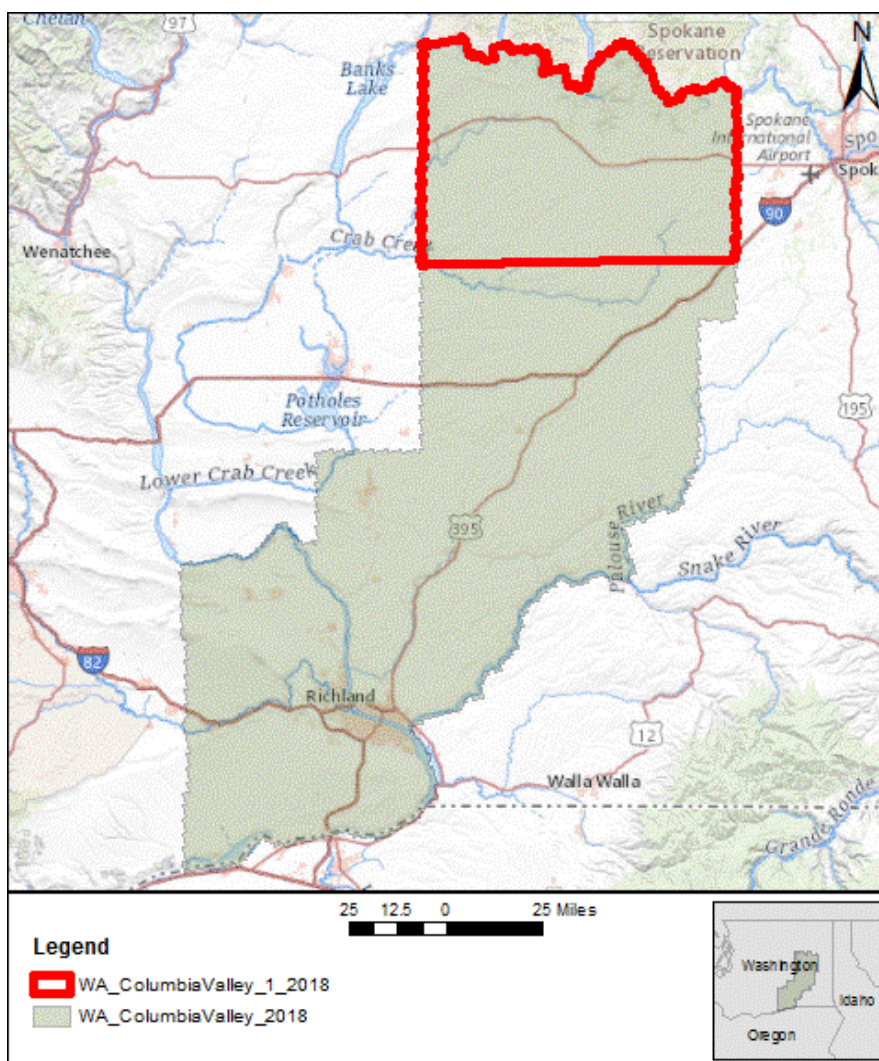 Chelan
97
Spokane
Reservation
N
Banks
Lake
Spokane
International
Airport
Spo
Spok
90
Wenatchee
Crab Creek
Potholes
Reservoir
195
Lower Crab Creek
395
Palouse River
Snake River
82
Richland
12
Walla Walla
Grande Ronde
25 12.5 0 25 Miles
Legend
WA_ColumbiaValley_1_2018
WA_ColumbiaValley_2018
Washington
Idaho
Oregon